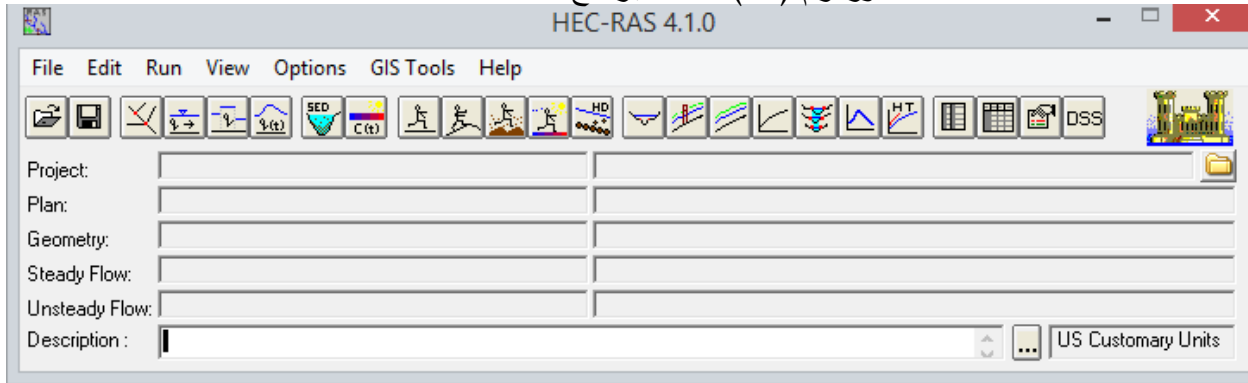 HEC-RAS 4.1.0
File Edit Run View Options GIS Tools Help
SED C(t) HD HT DSS
Project:
Plan:
Geometry:
Steady Flow:
Unsteady Flow:
Description : ... US Customary Units